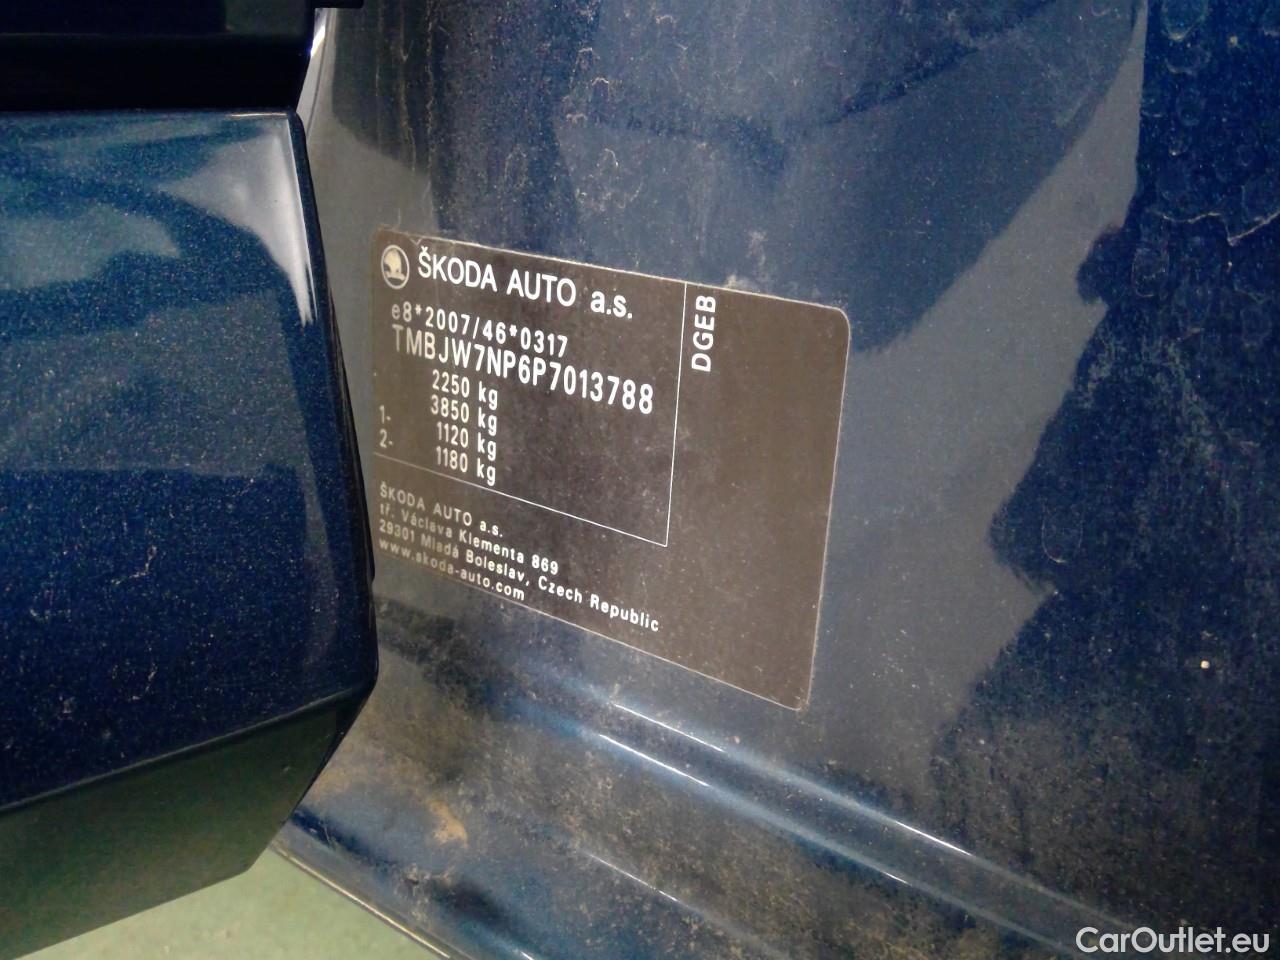 ŠKODA AUTO a.s.
e8*2007/46*0317
TMBJW7NP6P7013788
2250 kg
3850 kg
1- 1120 kg
2- 1180 kg
DGEB
ŠKODA AUTO a.s.
tř. Václava Klementa 869
29301 Mladá Boleslav, Czech Republic
www.skoda-auto.com
CarOutlet.eu